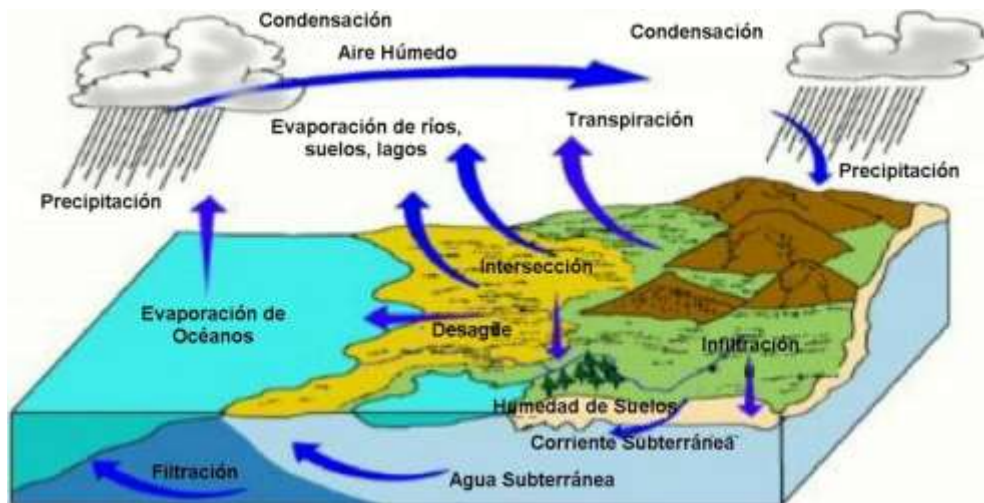 Condensación
Condensación
Aire Húmedo
Evaporación de ríos,
suelos, lagos
Transpiración
Precipitación
Precipitación
Intersección
Evaporación de
Océanos
Desague
Infiltración
Humedad de Suelos
Corriente Subterránea
Filtración
Agua Subterránea